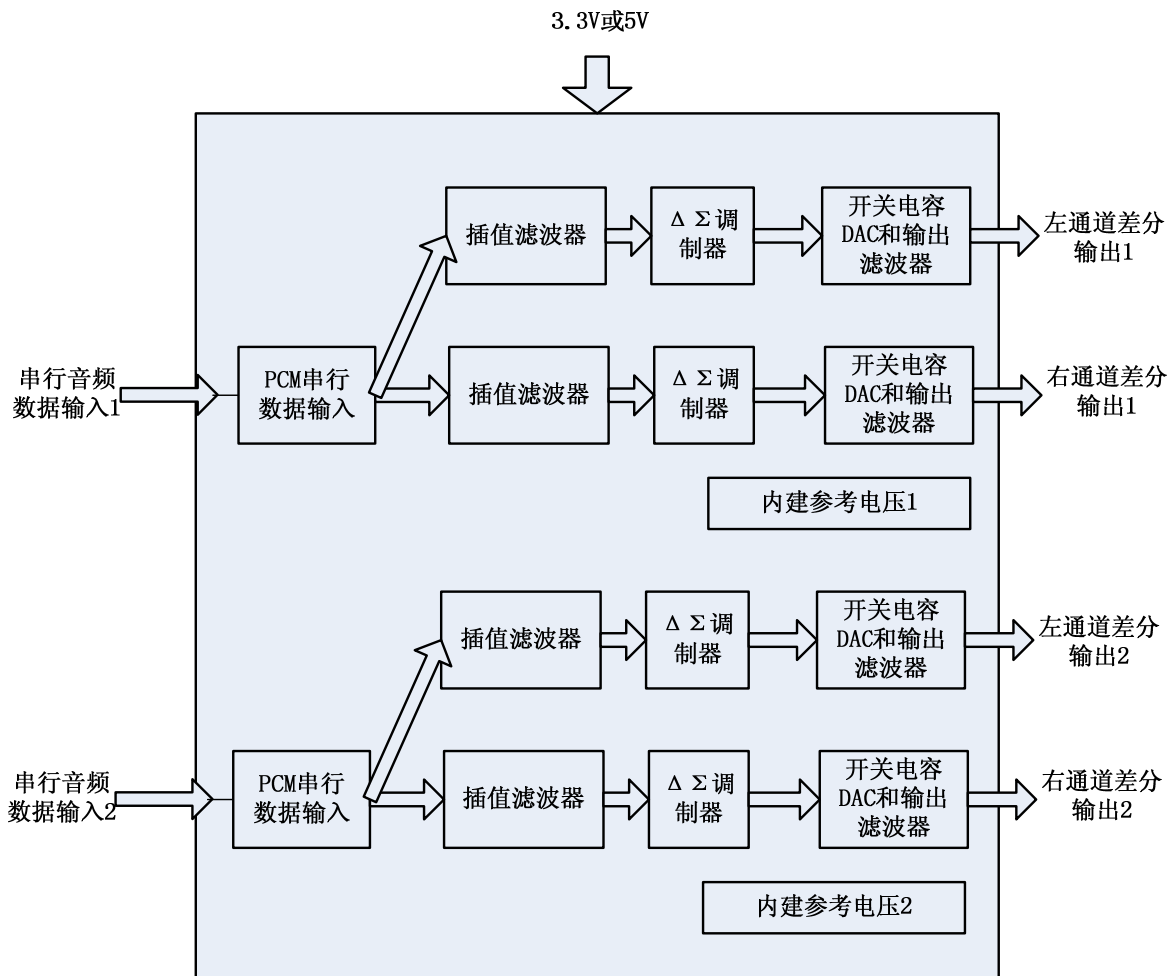 3.3V或5V
插值滤波器
ΔΣ调
制器
开关电容
DAC和输出
滤波器
左通道差分
输出1
串行音频
数据输入1
PCM串行
数据输入
插值滤波器
ΔΣ调
制器
开关电容
DAC和输出
滤波器
右通道差分
输出1
内建参考电压1
插值滤波器
ΔΣ调
制器
开关电容
DAC和输出
滤波器
左通道差分
输出2
串行音频
数据输入2
PCM串行
数据输入
插值滤波器
ΔΣ调
制器
开关电容
DAC和输出
滤波器
右通道差分
输出2
内建参考电压2